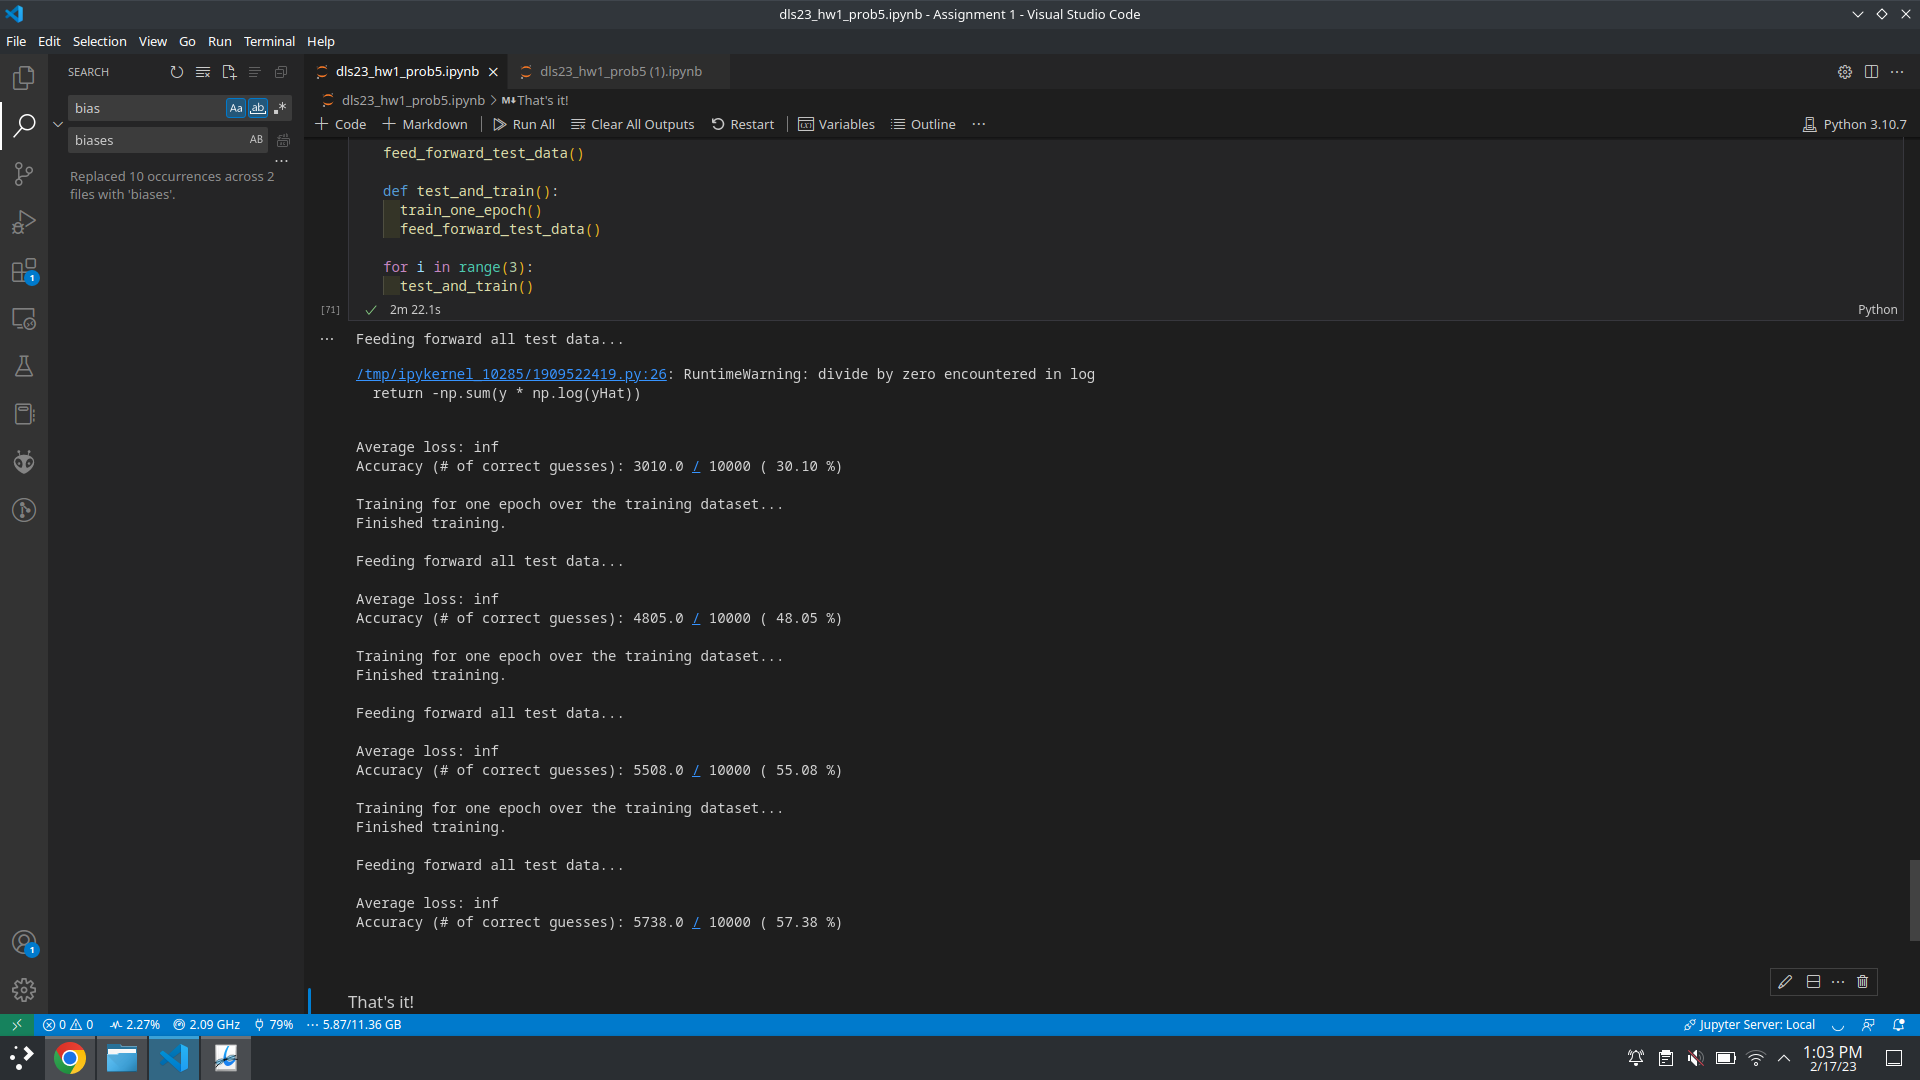 dls23_hw1_prob5.ipynb - Assignment 1 - Visual Studio Code
File Edit Selection View Go Run Terminal Help
SEARCH
dls23_hw1_prob5.ipynb
dls23_hw1_prob5 (1).ipynb
bias
Aa
ab
biases
AB
Replaced 10 occurrences across 2
files with 'biases'.
dls23_hw1_prob5.ipynb > M↓That's it!
+ Code + Markdown Run All Clear All Outputs Restart Variables Outline ...
Python 3.10.7
feed_forward_test_data()
def test_and_train():
train_one_epoch()
feed_forward_test_data()
for i in range(3):
test_and_train()
[71] ✓ 2m 22.1s
Python
... Feeding forward all test data...
/tmp/ipykernel_10285/1909522419.py:26: RuntimeWarning: divide by zero encountered in log
return -np.sum(y * np.log(yHat))
Average loss: inf
Accuracy (# of correct guesses): 3010.0 / 10000 ( 30.10 %)
Training for one epoch over the training dataset...
Finished training.
Feeding forward all test data...
Average loss: inf
Accuracy (# of correct guesses): 4805.0 / 10000 ( 48.05 %)
Training for one epoch over the training dataset...
Finished training.
Feeding forward all test data...
Average loss: inf
Accuracy (# of correct guesses): 5508.0 / 10000 ( 55.08 %)
Training for one epoch over the training dataset...
Finished training.
Feeding forward all test data...
Average loss: inf
Accuracy (# of correct guesses): 5738.0 / 10000 ( 57.38 %)
That's it!
1
1
0 0 2.27% 2.09 GHz 79% ... 5.87/11.36 GB
Jupyter Server: Local
1:03 PM
2/17/23